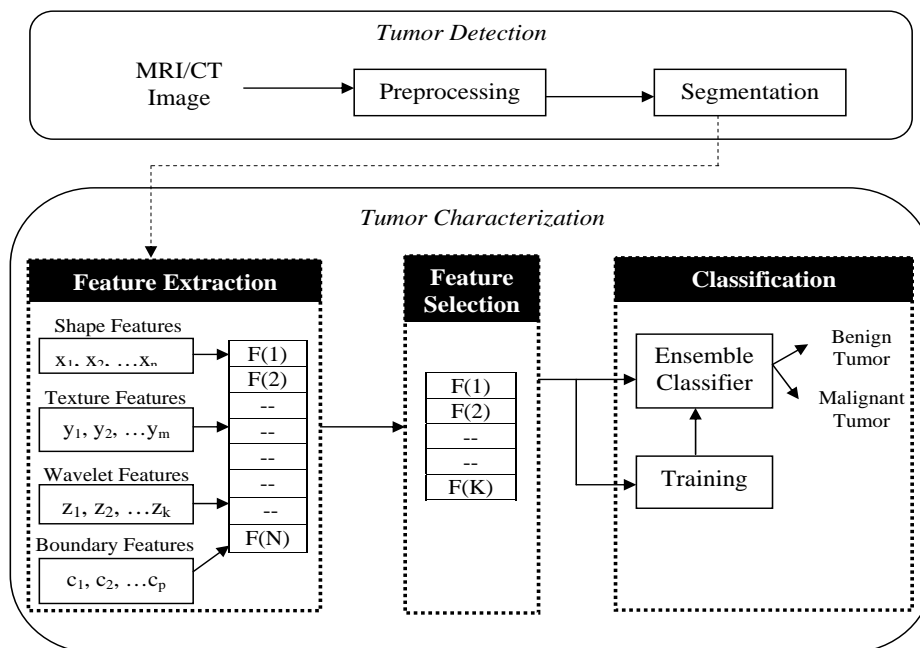 Tumor Detection
MRI/CT
Image
Preprocessing
Segmentation
Tumor Characterization
Feature Extraction
Shape Features
x₁, x₂, …xₙ
Texture Features
y₁, y₂, …yₘ
Wavelet Features
z₁, z₂, …zₖ
Boundary Features
c₁, c₂, …cₚ
F(1)
F(2)
--
--
--
--
--
F(N)
Feature
Selection
F(1)
F(2)
--
--
F(K)
Classification
Ensemble
Classifier
Training
Benign
Tumor
Malignant
Tumor